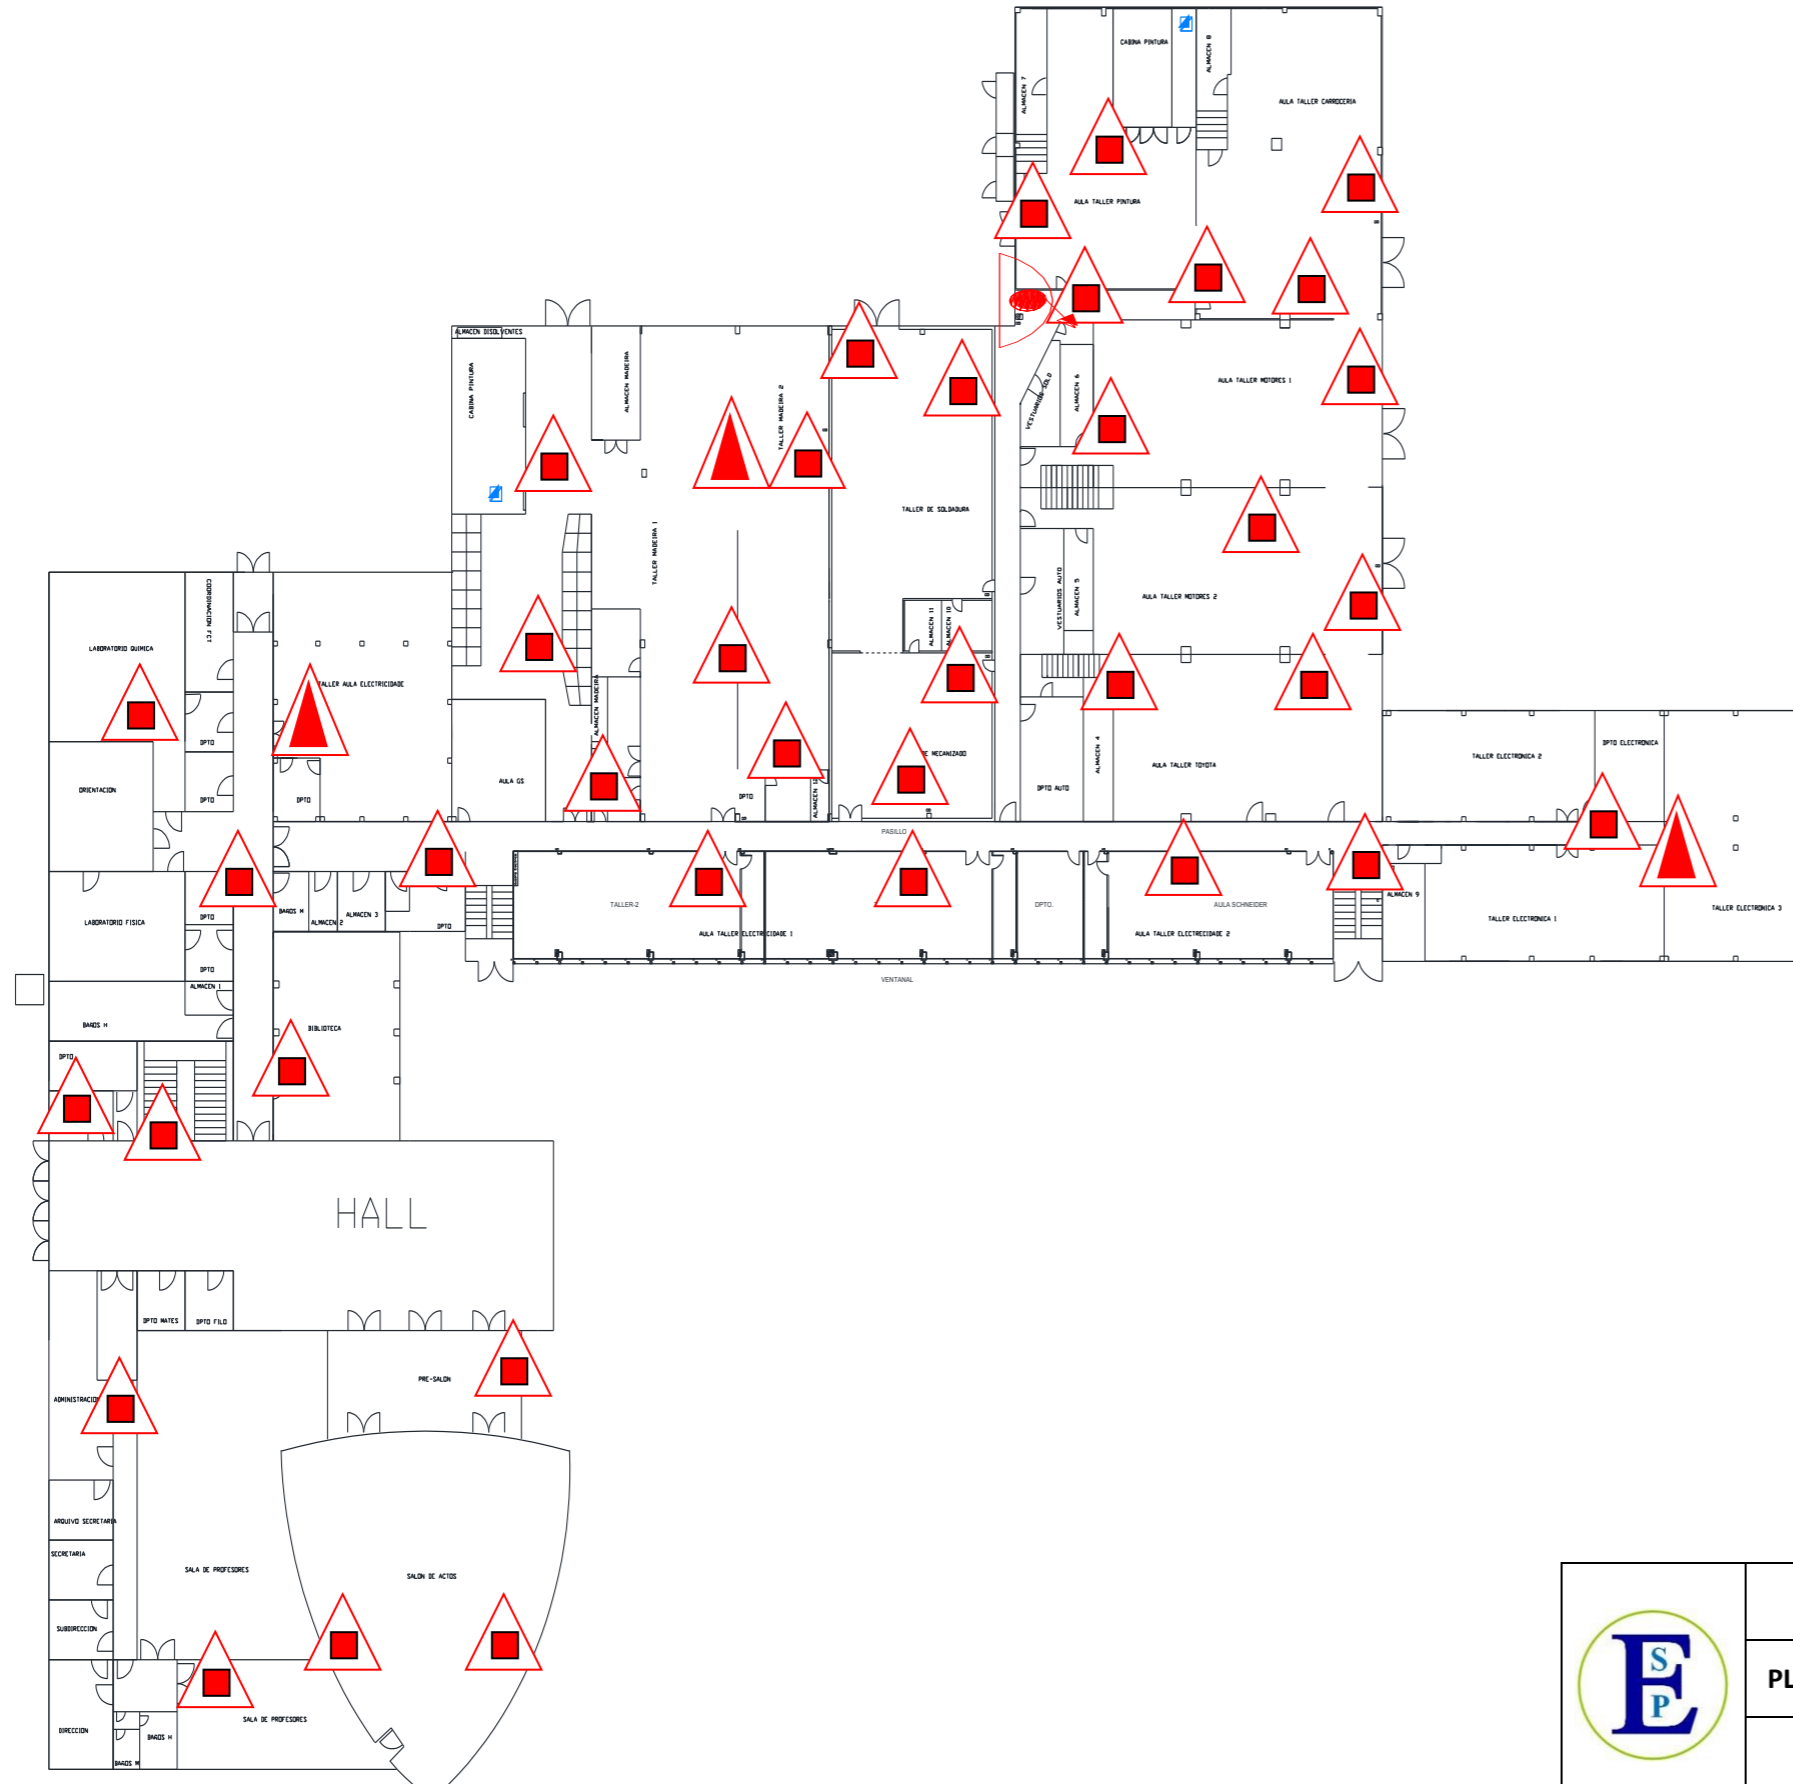 CABINA PINTURA
ALMACEN 8
ALMACEN 7
AULA TALLER CARROCERIA
AULA TALLER PINTURA
ALMACEN DISOLVENTES
CABINA PINTURA
ALMACEN MADEIRA
TALLER MADEIRA 2
VESTUARIOS SOLD
ALMACEN 6
AULA TALLER MOTORES 1
TALLER MADEIRA 1
TALLER DE SOLDADURA
COORDINACION FCT
LABORATORIO QUIMICA
TALLER AULA ELECTRICIDADE
ALMACEN MADEIRA
ALMACEN 11
ALMACEN 10
VESTUARIOS AUTO
ALMACEN 5
AULA TALLER MOTORES 2
DPTO
ORIENTACION
DPTO
DPTO
AULA GS
DPTO
ALMACEN
DE MECANIZADO
DPTO AUTO
ALMACEN 4
AULA TALLER TOYOTA
TALLER ELECTRONICA 2
DPTO ELECTRONICA
PASILLO
LABORATORIO FISICA
DPTO
BAÑOS M
ALMACEN 2
ALMACEN 3
DPTO
TALLER-2
AULA TALLER ELECTRECIDADE 1
DPTO.
AULA SCHNEIDER
AULA TALLER ELECTRECIDADE 2
ALMACEN 9
TALLER ELECTRONICA 1
TALLER ELECTRONICA 3
DPTO
ALMACEN 1
VENTANAL
BAÑOS H
BIBLIOTECA
DPTO
HALL
DPTO MATES
DPTO FILO
ADMINISTRACION
PRE-SALON
ARQUIVO SECRETARIA
SECRETARIA
SALA DE PROFESORES
SALON DE ACTOS
SUBDIRECCION
DIRECCION
BAÑOS M
BAÑOS H
SALA DE PROFESORES
E
S
P
PL